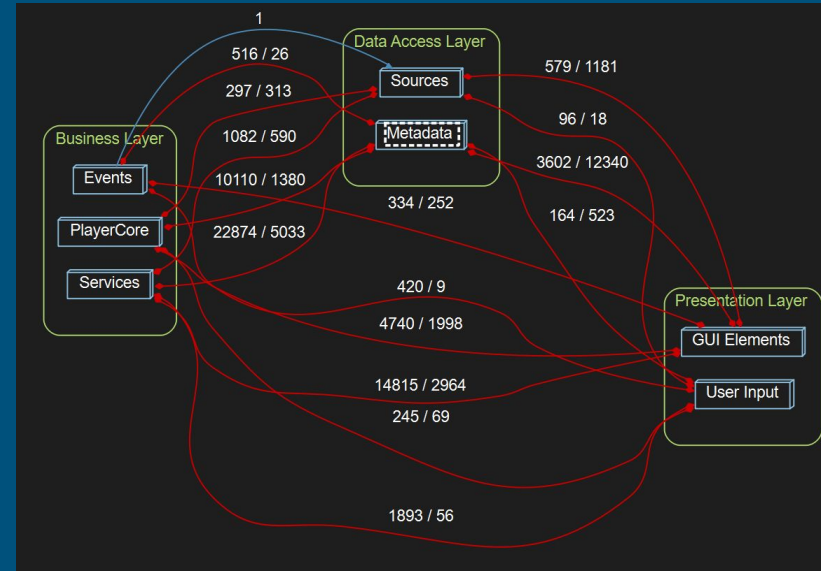 1
Data Access Layer
516 / 26
579 / 1181
297 / 313
Sources
96 / 18
Business Layer
1082 / 590
Metadata
3602 / 12340
Events
10110 / 1380
334 / 252
164 / 523
PlayerCore
22874 / 5033
Services
420 / 9
Presentation Layer
4740 / 1998
GUI Elements
14815 / 2964
User Input
245 / 69
1893 / 56